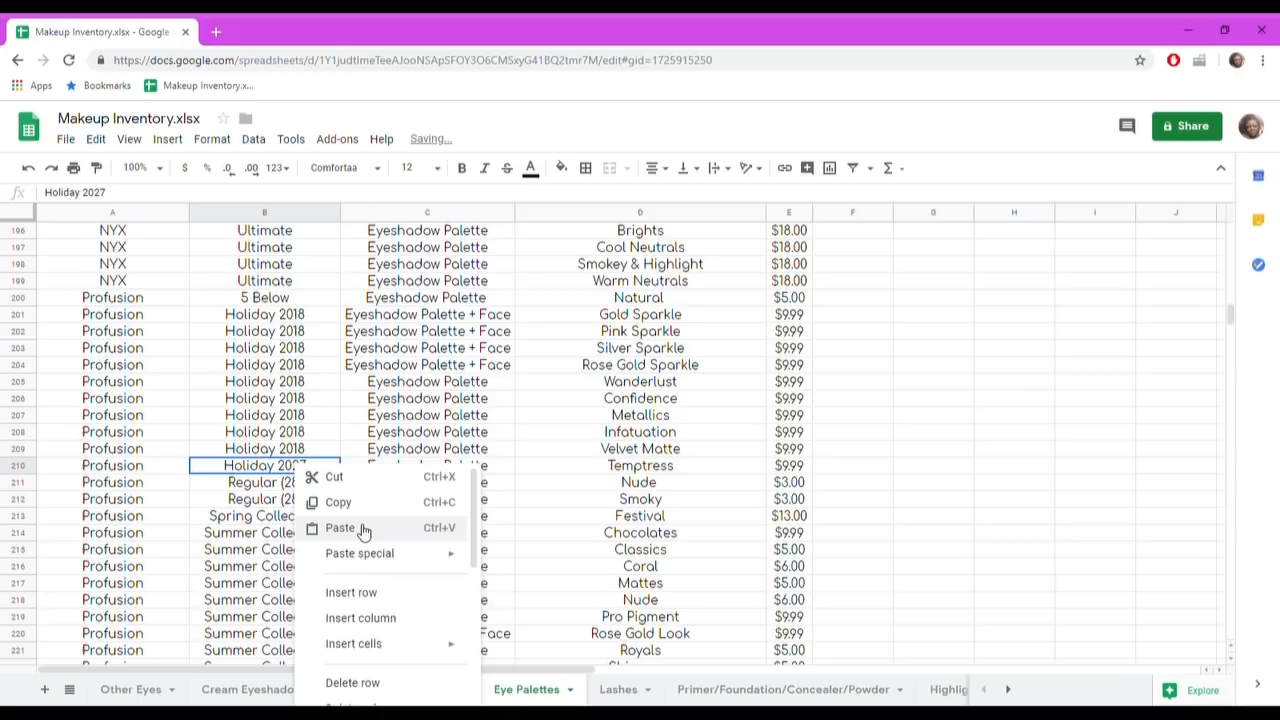 Makeup Inventory.xlsx - Google
https://docs.google.com/spreadsheets/d/1Y1judtImeTeeAJooNSApSFOY3O6CMSxyG41BQ2tmr7M/edit#gid=1725915250
Apps Bookmarks Makeup Inventory.x...
Makeup Inventory.xlsx
File Edit View Insert Format Data Tools Add-ons Help Saving...
Share
100% $ % .0 .00 123 Comfortaa 12 B I S A
fx Holiday 2027
A B C D E F G H I J
196 NYX Ultimate Eyeshadow Palette Brights $18.00
197 NYX Ultimate Eyeshadow Palette Cool Neutrals $18.00
198 NYX Ultimate Eyeshadow Palette Smokey & Highlight $18.00
199 NYX Ultimate Eyeshadow Palette Warm Neutrals $18.00
200 Profusion 5 Below Eyeshadow Palette Natural $5.00
201 Profusion Holiday 2018 Eyeshadow Palette + Face Gold Sparkle $9.99
202 Profusion Holiday 2018 Eyeshadow Palette + Face Pink Sparkle $9.99
203 Profusion Holiday 2018 Eyeshadow Palette + Face Silver Sparkle $9.99
204 Profusion Holiday 2018 Eyeshadow Palette + Face Rose Gold Sparkle $9.99
205 Profusion Holiday 2018 Eyeshadow Palette Wanderlust $9.99
206 Profusion Holiday 2018 Eyeshadow Palette Confidence $9.99
207 Profusion Holiday 2018 Eyeshadow Palette Metallics $9.99
208 Profusion Holiday 2018 Eyeshadow Palette Infatuation $9.99
209 Profusion Holiday 2018 Eyeshadow Palette Velvet Matte $9.99
210 Profusion Holiday 2027 Temptress $9.99
211 Profusion Regular (28 e Nude $3.00
212 Profusion Regular (28 e Smoky $3.00
213 Profusion Spring Collec e Festival $13.00
214 Profusion Summer Colle e Chocolates $9.99
215 Profusion Summer Colle e Classics $5.00
216 Profusion Summer Colle e Coral $6.00
217 Profusion Summer Colle e Mattes $5.00
218 Profusion Summer Colle e Nude $6.00
219 Profusion Summer Colle e Pro Pigment $9.99
220 Profusion Summer Colle Face Rose Gold Look $9.99
221 Profusion Summer Colle e Royals $5.00
Cut Ctrl+X
Copy Ctrl+C
Paste Ctrl+V
Paste special
Insert row
Insert column
Insert cells
Delete row
Other Eyes Cream Eyeshado Eye Palettes Lashes Primer/Foundation/Concealer/Powder Highlig
Explore